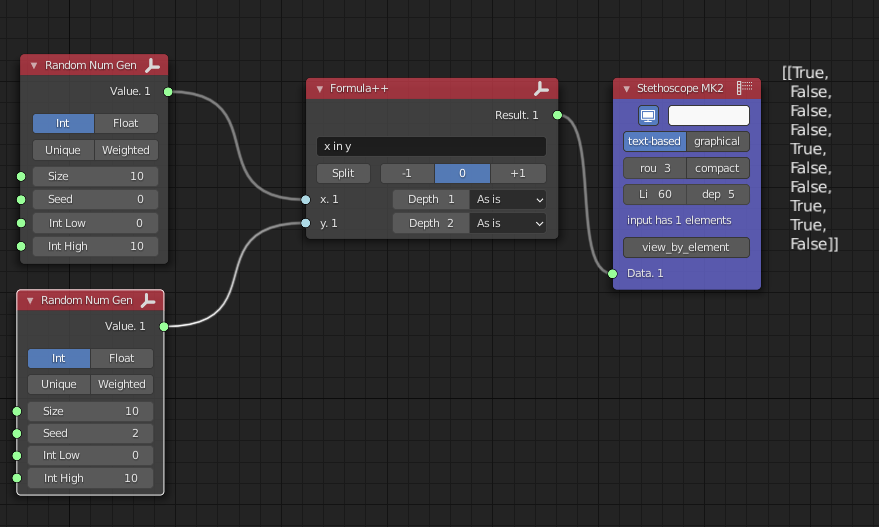 Random Num Gen
Value. 1
Int Float
Unique Weighted
Size 10
Seed 0
Int Low 0
Int High 10
Random Num Gen
Value. 1
Int Float
Unique Weighted
Size 10
Seed 2
Int Low 0
Int High 10
Formula++
Result. 1
x in y
Split -1 0 +1
x. 1 Depth 1 As is
y. 1 Depth 2 As is
Stethoscope MK2
text-based graphical
rou 3 compact
Li 60 dep 5
input has 1 elements
view_by_element
Data. 1
[[True,
False,
False,
False,
True,
False,
False,
True,
True,
False]]